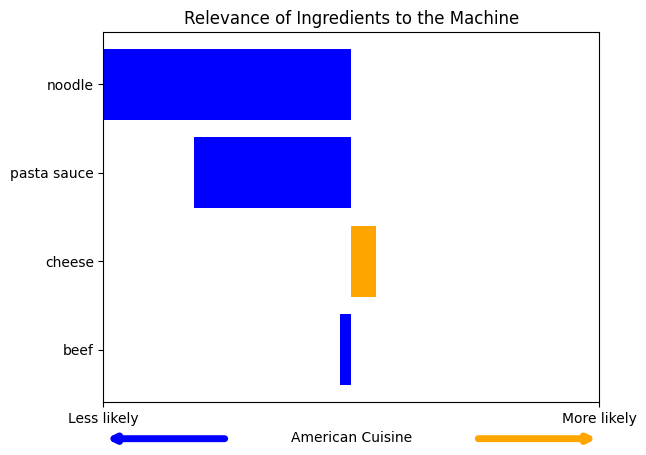 Relevance of Ingredients to the Machine
noodle
pasta sauce
cheese
beef
Less likely
More likely
American Cuisine